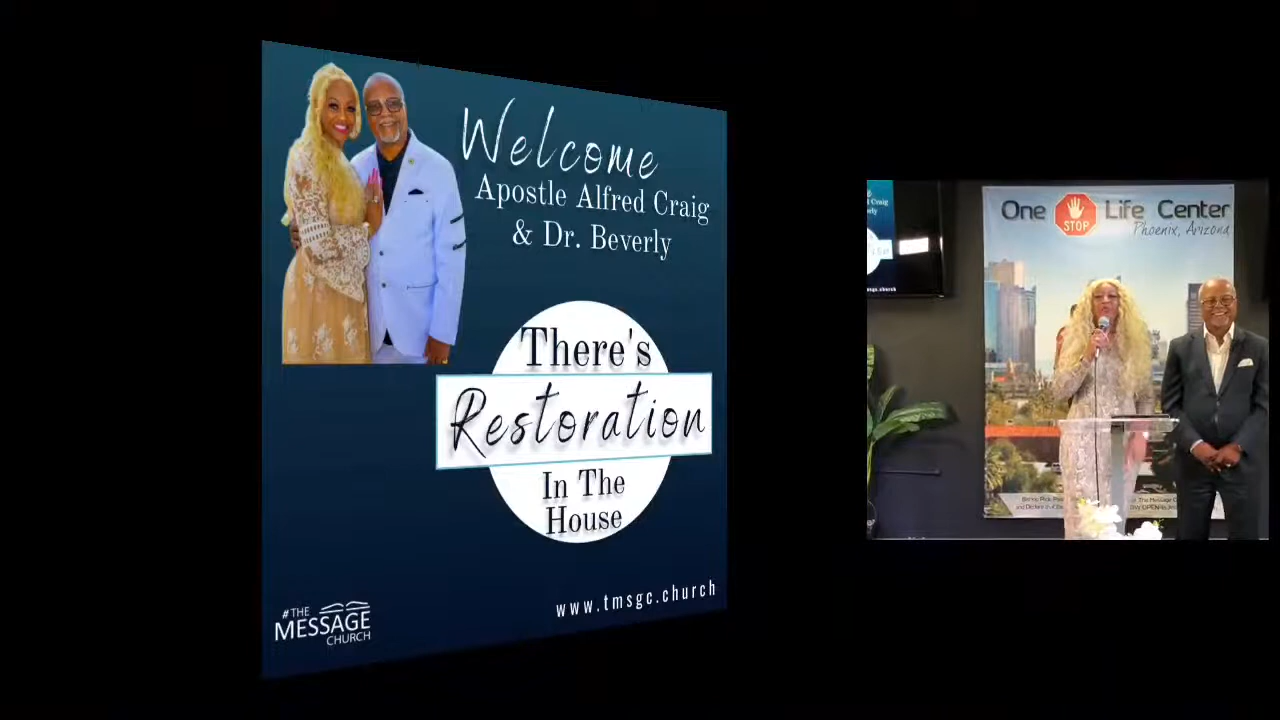 Welcome
Apostle Alfred Craig
& Dr. Beverly
There's
Restoration
In The
House
#THE
MESSAGE
CHURCH
www.tmsgc.church
One STOP Life Center
Phoenix, Arizona